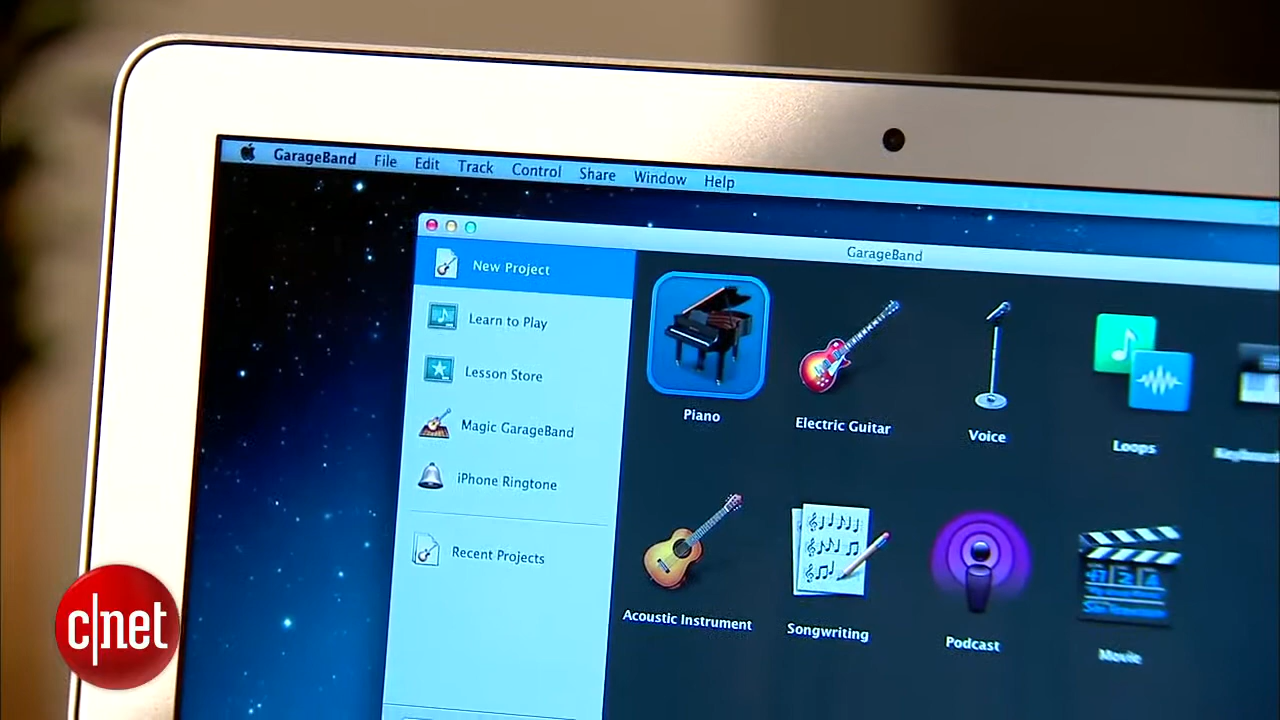 GarageBand File Edit Track Control Share Window Help
GarageBand
New Project
Learn to Play
Lesson Store
Magic GarageBand
iPhone Ringtone
Recent Projects
Piano
Electric Guitar
Voice
Loops
Acoustic Instrument
Songwriting
Podcast
Movie
c|net